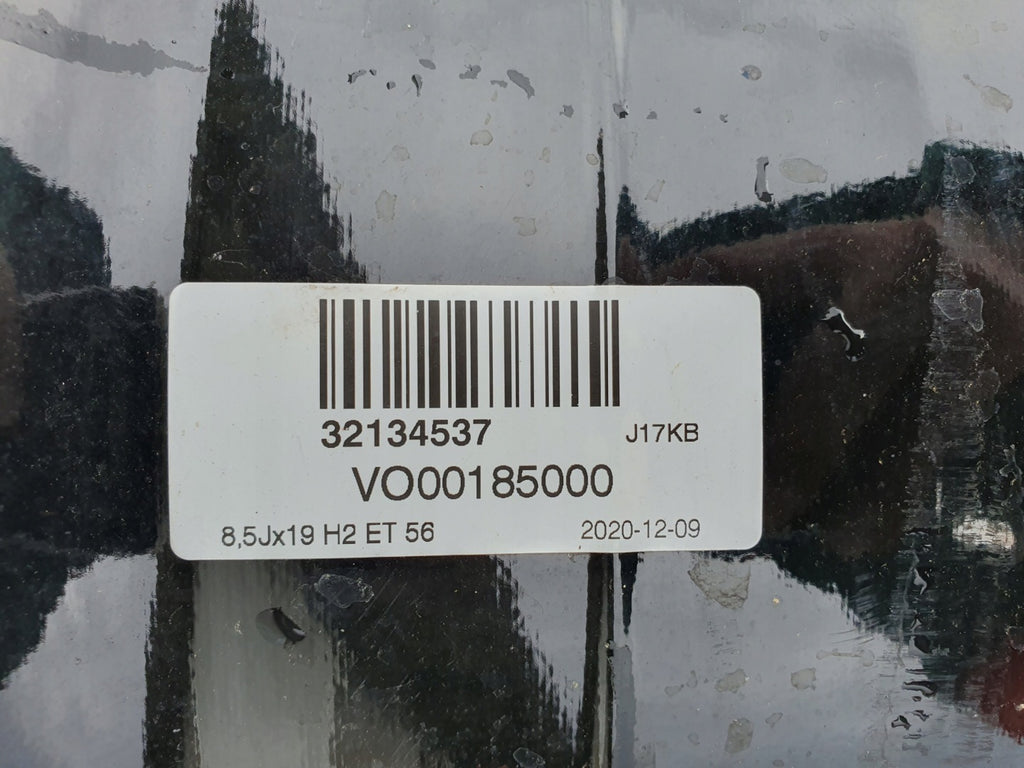 32134537 J17KB
VO00185000
8,5Jx19 H2 ET 56 2020-12-09